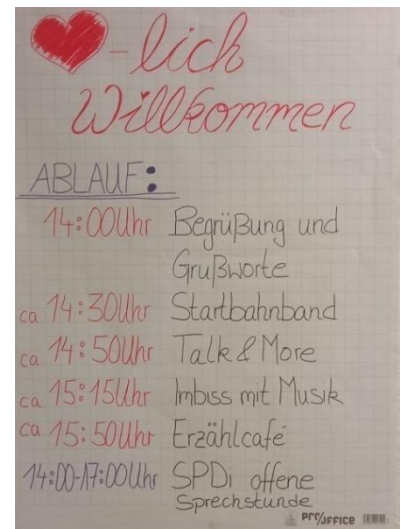 -lich
Willkommen
ABLAUF:
14:00Uhr Begrüßung und
Grußworte
ca 14:30Uhr Startbahnband
ca 14:50Uhr Talk & More
ca 15:15Uhr Imbiss mit Musik
ca 15:50Uhr Erzählcafé
14:00-17:00Uhr SPDi offene
Sprechstunde
pro/office